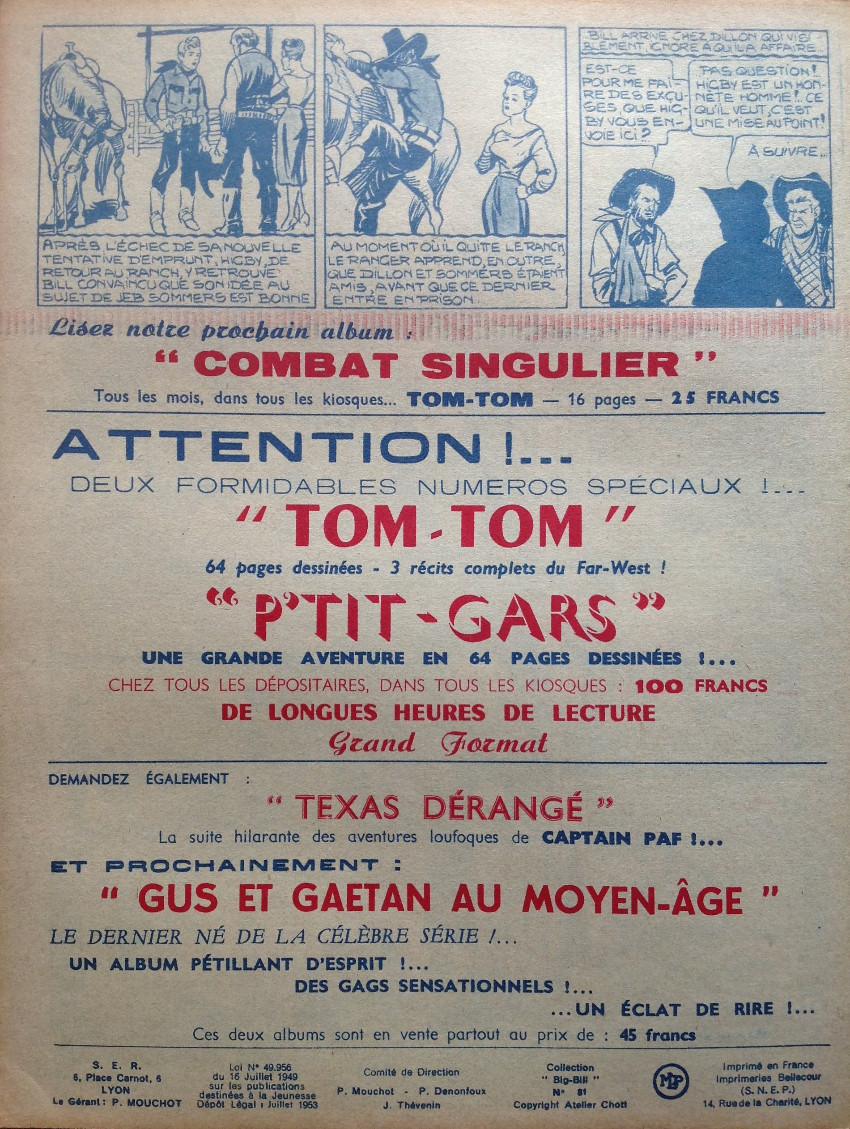 APRÈS L'ÉCHEC DE SA NOUVELLE
TENTATIVE D'EMPRUNT, HIGBY, DE
RETOUR AU RANCH, Y RETROUVE
BILL CONVAINCU QUE SON IDÉE AU
SUJET DE JEB SOMMERS EST BONNE
AU MOMENT OÙ IL QUITTE LE RANCH,
LE RANGER APPREND, EN OUTRE,
QUE DILLON ET SOMMERS ÉTAIENT
AMIS, AVANT QUE CE DERNIER
ENTRE EN PRISON...
BILL ARRIVE CHEZ DILLON QUI, VISI
BLEMENT, IGNORE A QUI IL A AFFAIRE
EST-CE
POUR ME FAI-
RE DES EXCU-
SES, QUE HIG-
BY VOUS EN-
VOIE ICI ?
PAS QUESTION !
HIGBY EST UN HON-
NÊTE HOMME !.. CE
QU'IL VEUT, C'EST
UNE MISE AU POINT !
À SUIVRE...
Lisez notre prochain album :
" COMBAT SINGULIER "
Tous les mois, dans tous les kiosques... TOM-TOM — 16 pages — 25 FRANCS
ATTENTION !...
DEUX FORMIDABLES NUMEROS SPÉCIAUX !...
" TOM - TOM "
64 pages dessinées - 3 récits complets du Far-West !
" P'TIT - GARS "
UNE GRANDE AVENTURE EN 64 PAGES DESSINÉES !...
CHEZ TOUS LES DÉPOSITAIRES, DANS TOUS LES KIOSQUES : 100 FRANCS
DE LONGUES HEURES DE LECTURE
Grand Format
DEMANDEZ ÉGALEMENT :
" TEXAS DÉRANGÉ "
La suite hilarante des aventures loufoques de CAPTAIN PAF !...
ET PROCHAINEMENT :
" GUS ET GAETAN AU MOYEN-ÂGE "
LE DERNIER NÉ DE LA CÉLÈBRE SÉRIE !...
UN ALBUM PÉTILLANT D'ESPRIT !...
DES GAGS SENSATIONNELS !...
...UN ÉCLAT DE RIRE !...
Ces deux albums sont en vente partout au prix de : 45 francs
S. E. R.
6, Place Carnot, 6
LYON
Le Gérant : P. MOUCHOT
Loi N° 49.956
du 16 Juillet 1949
sur les publications
destinées à la Jeunesse
Dépôt Légal : Juillet 1953
Comité de Direction
P. Mouchot - P. Denonfoux
J. Thévenin
Collection
" Big-Bill "
N° 81
Copyright Atelier Chott
MP
Imprimé en France
Imprimeries Bellecour
(S. N. E. P.)
14, Rue de la Charité, LYON